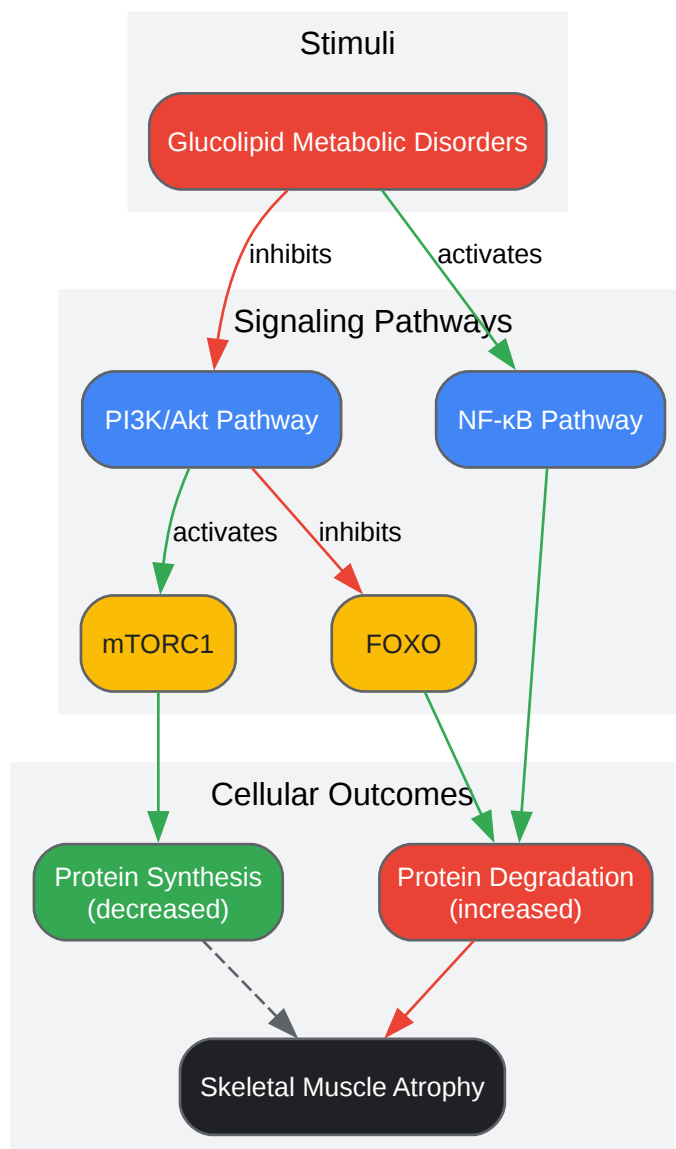 Stimuli
Glucolipid Metabolic Disorders
inhibits
activates
Signaling Pathways
PI3K/Akt Pathway
NF-κB Pathway
activates
inhibits
mTORC1
FOXO
Cellular Outcomes
Protein Synthesis
(decreased)
Protein Degradation
(increased)
Skeletal Muscle Atrophy